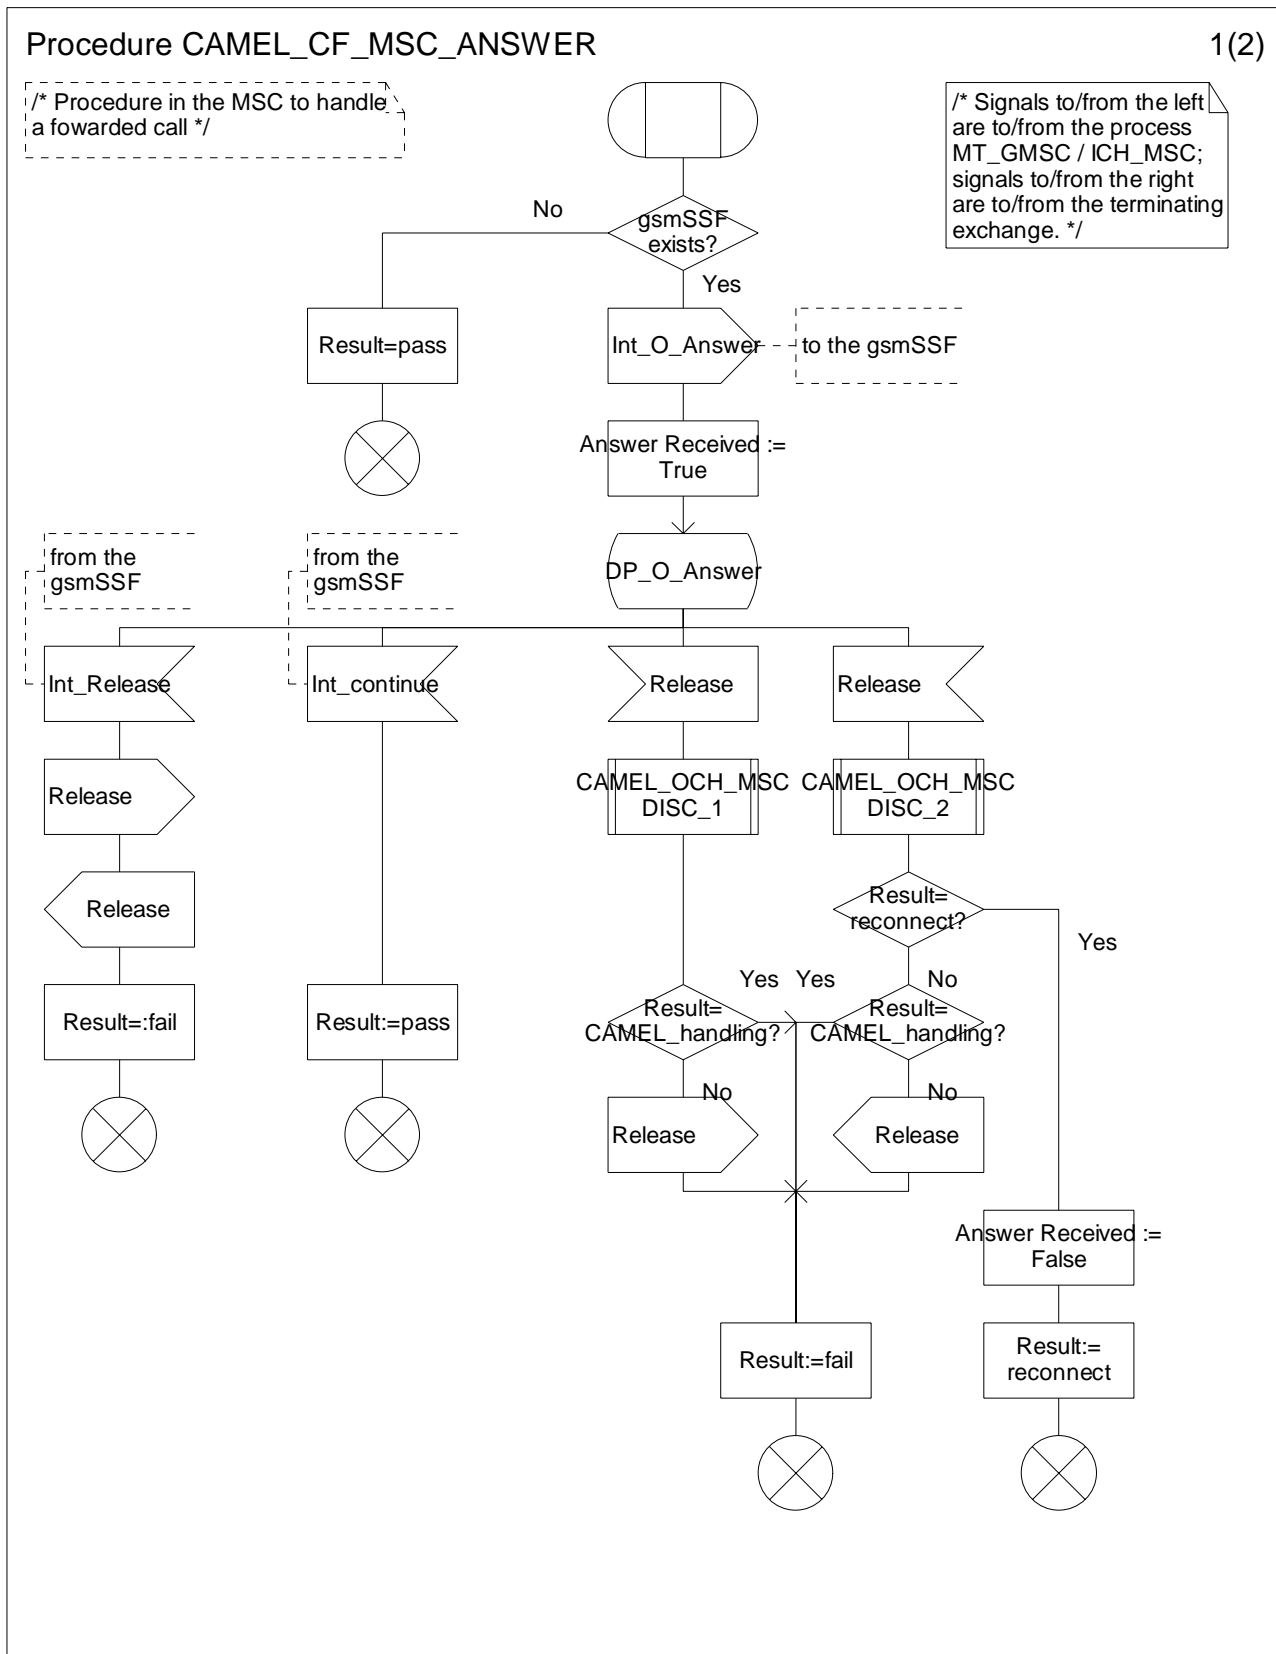 Procedure CAMEL_CF_MSC_ANSWER
1(2)
/* Procedure in the MSC to handle
a fowarded call */
/* Signals to/from the left
are to/from the process
MT_GMSC / ICH_MSC;
signals to/from the right
are to/from the terminating
exchange. */
No
gsmSSF
exists?
Yes
Result=pass
Int_O_Answer
to the gsmSSF
Answer Received :=
True
from the
gsmSSF
from the
gsmSSF
DP_O_Answer
Int_Release
Int_continue
Release
Release
Release
CAMEL_OCH_MSC
DISC_1
CAMEL_OCH_MSC
DISC_2
Release
Result=
reconnect?
Yes
Yes
Yes
No
Result=:fail
Result:=pass
Result=
CAMEL_handling?
Result=
CAMEL_handling?
No
No
Release
Release
Answer Received :=
False
Result:=fail
Result:=
reconnect